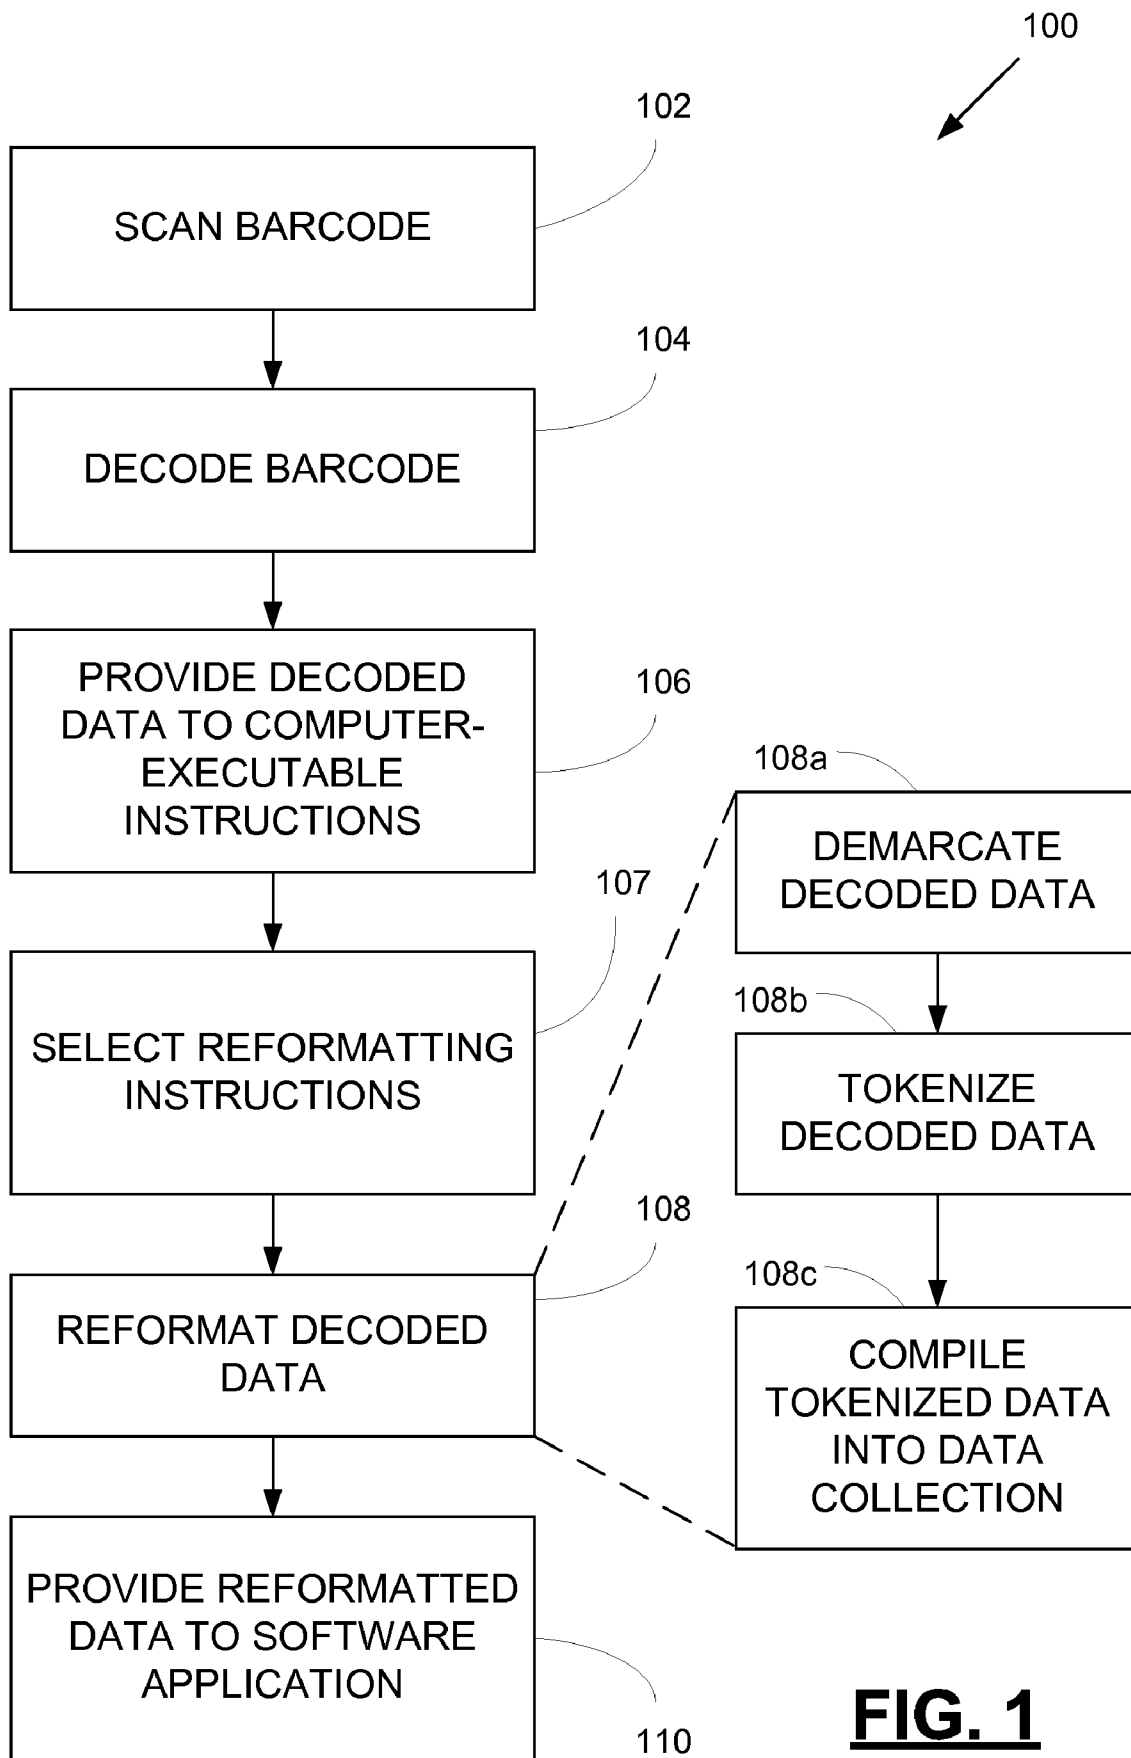 100
102
SCAN BARCODE
104
DECODE BARCODE
106
PROVIDE DECODED
DATA TO COMPUTER-
EXECUTABLE
INSTRUCTIONS
107
SELECT REFORMATTING
INSTRUCTIONS
108
REFORMAT DECODED
DATA
108a
DEMARCATE
DECODED DATA
108b
TOKENIZE
DECODED DATA
108c
COMPILE
TOKENIZED DATA
INTO DATA
COLLECTION
PROVIDE REFORMATTED
DATA TO SOFTWARE
APPLICATION
110
FIG. 1